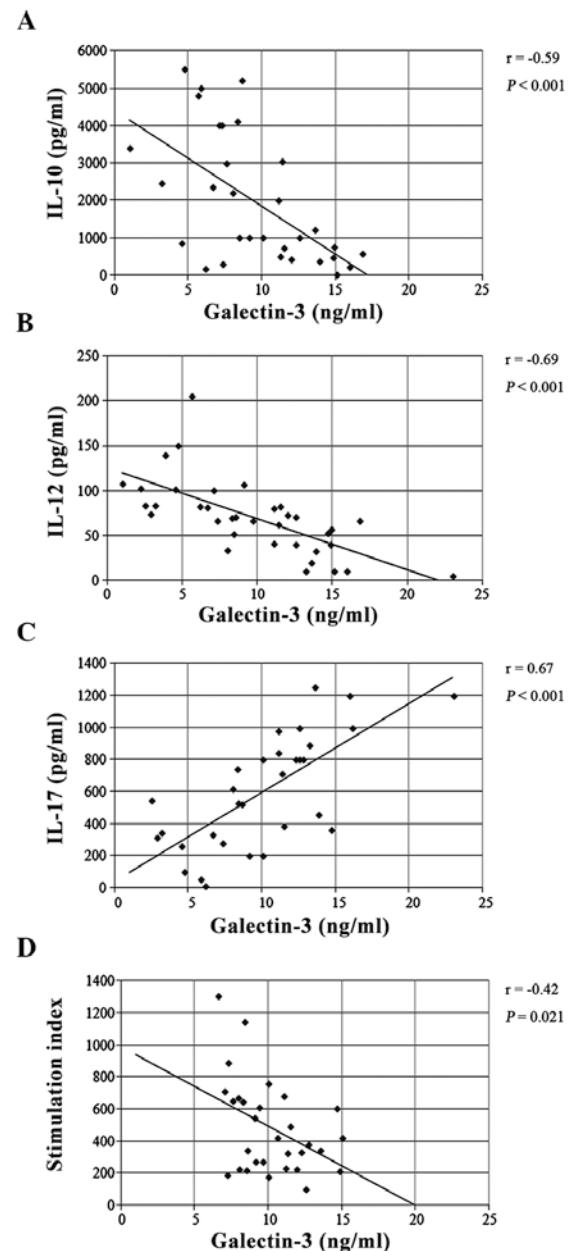 A
r = -0.59
P < 0.001
IL-10 (pg/ml)
6000
5000
4000
3000
2000
1000
0
0 5 10 15 20 25
Galectin-3 (ng/ml)
B
r = -0.69
P < 0.001
IL-12 (pg/ml)
250
200
150
100
50
0
0 5 10 15 20 25
Galectin-3 (ng/ml)
C
r = 0.67
P < 0.001
IL-17 (pg/ml)
1400
1200
1000
800
600
400
200
0
0 5 10 15 20 25
Galectin-3 (ng/ml)
D
r = -0.42
P = 0.021
Stimulation index
1400
1200
1000
800
600
400
200
0
0 5 10 15 20 25
Galectin-3 (ng/ml)